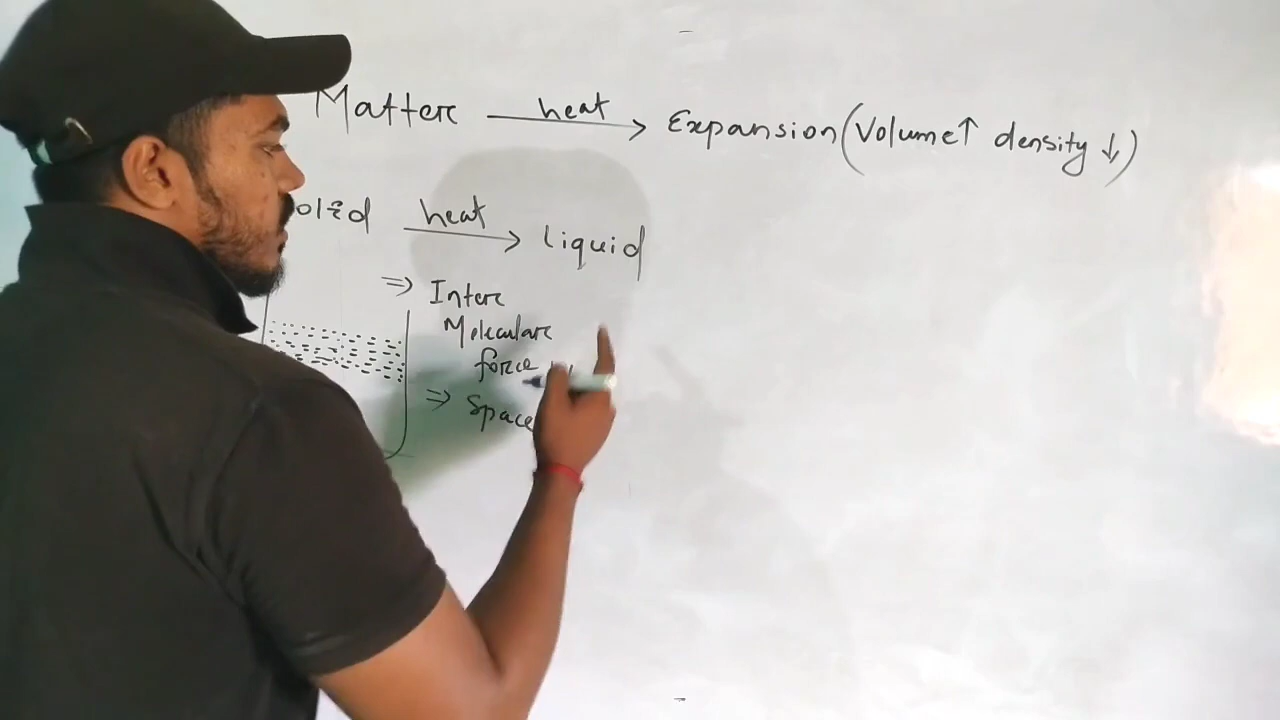 Matter heat → Expansion (Volume↑ density ↓)
olid heat → liquid
⇒ Inter
Molecular
force
⇒ Space